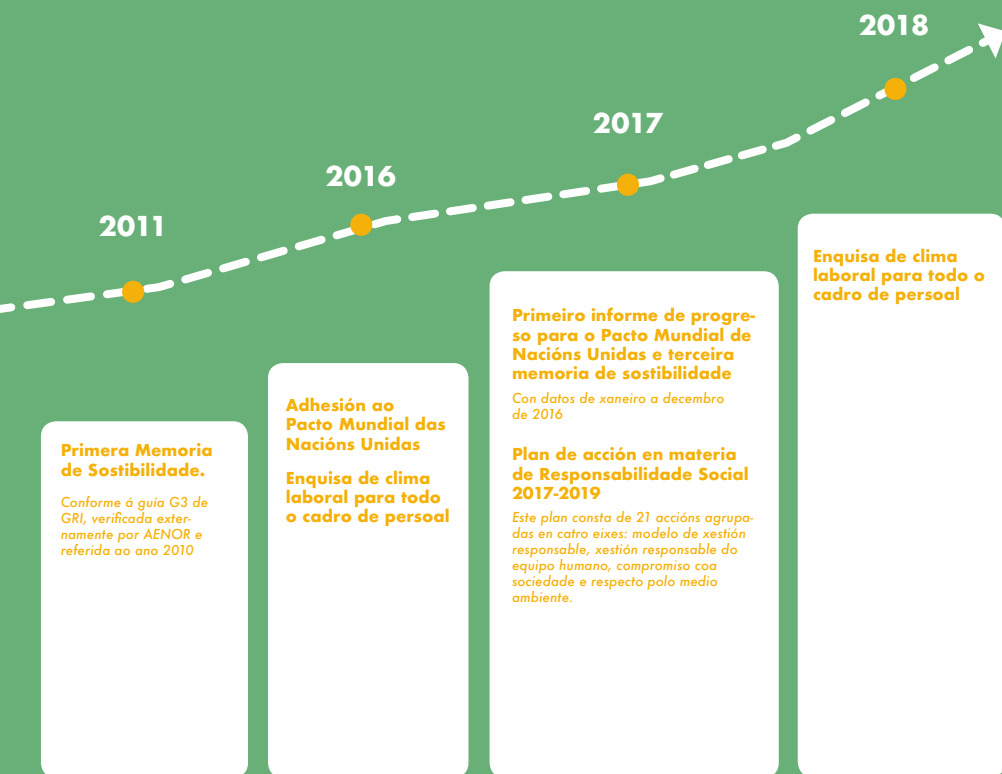 2011
Primera Memoria
de Sostibilidade.
Conforme á guía G3 de
GRI, verificada exter-
namente por AENOR e
referida ao ano 2010
2016
Adhesión ao
Pacto Mundial das
Nacións Unidas
Enquisa de clima
laboral para todo
o cadro de persoal
2017
Primeiro informe de progre-
so para o Pacto Mundial de
Nacións Unidas e terceira
memoria de sostibilidade
Con datos de xaneiro a decembro
de 2016
Plan de acción en materia
de Responsabilidade Social
2017-2019
Este plan consta de 21 accións agrupa-
das en catro eixes: modelo de xestión
responsable, xestión responsable do
equipo humano, compromiso coa
sociedade e respecto polo medio
ambiente.
2018
Enquisa de clima
laboral para todo o
cadro de persoal